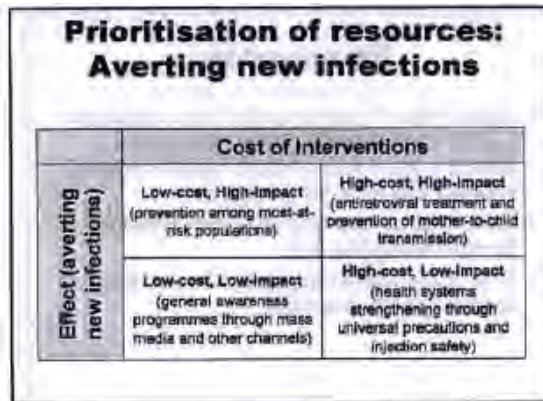 Prioritisation of resources:
Averting new infections
Cost of Interventions
Effect (averting
new infections)
Low-cost, High-Impact
(prevention among most-at-
risk populations)
High-cost, High-Impact
(antiretroviral treatment and
prevention of mother-to-child
transmission)
Low-cost, Low-Impact
(general awareness
programmes through mass
media and other channels)
High-cost, Low-Impact
(health systems
strengthening through
universal precautions and
injection safety)